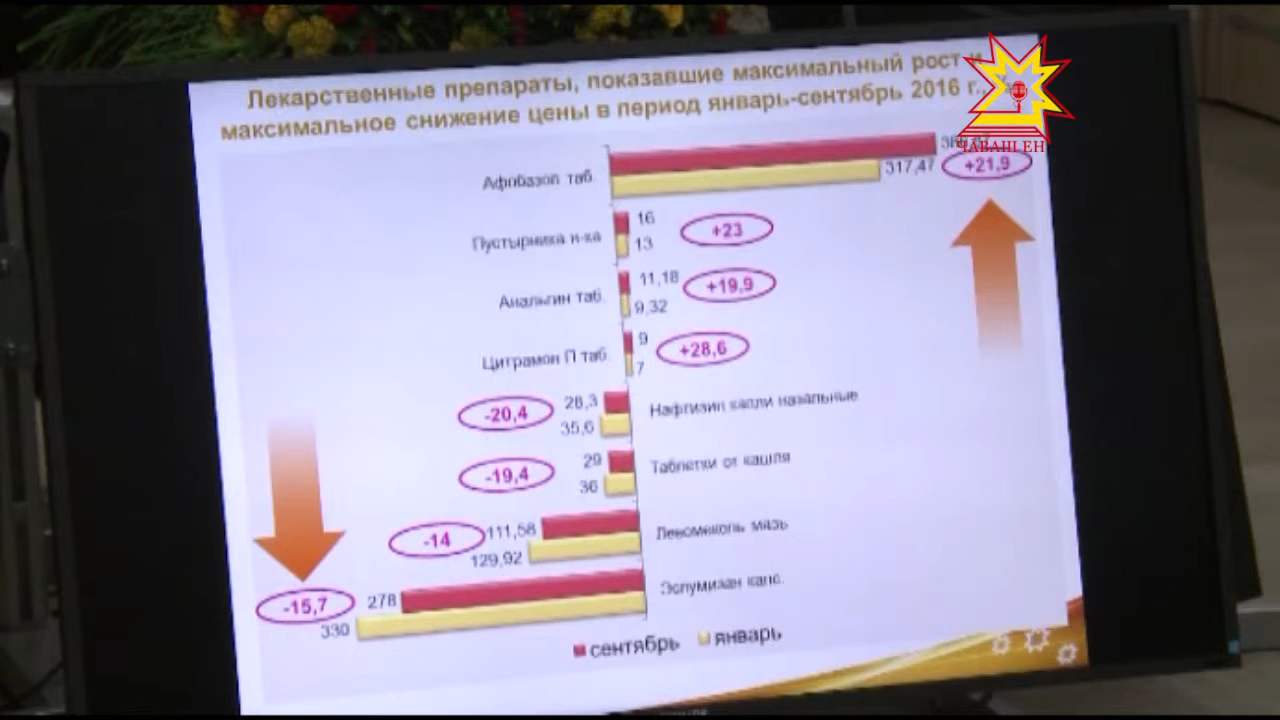 Лекарственные препараты, показавшие максимальный рост и
максимальное снижение цены в период январь-сентябрь 2016 г.,
ЧĂВАШ ЕН
Афобазол таб.
317,47
+21,9
Пустырника н-ка
16
13
+23
Анальгин таб.
11,18
9,32
+19,9
Цитрамон П таб.
9
7
+28,6
-20,4
28,3
35,6
Нафтизин капли назальные
-19,4
29
36
Таблетки от кашля
-14
111,58
129,92
Левомеколь мазь
-15,7
278
330
Эспумизан капс.
сентябрь январь